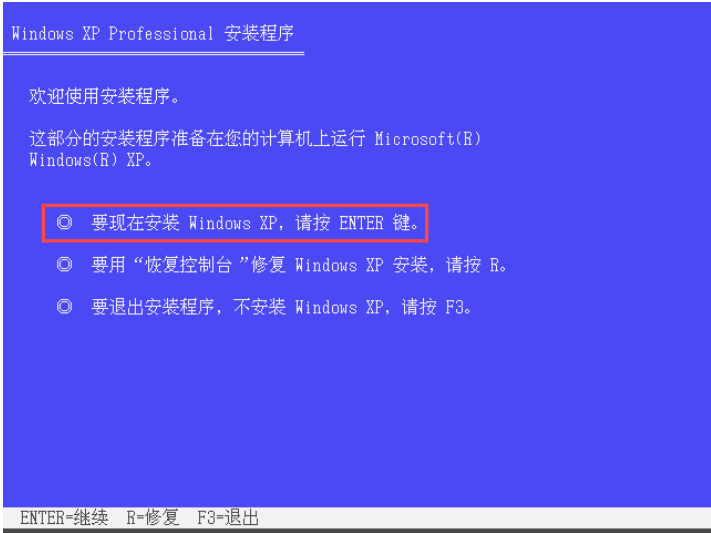 Windows XP Professional 安装程序
欢迎使用安装程序。
这部分的安装程序准备在您的计算机上运行 Microsoft(R)
Windows(R) XP。
◎ 要现在安装 Windows XP，请按 ENTER 键。
◎ 要用“恢复控制台”修复 Windows XP 安装，请按 R。
◎ 要退出安装程序，不安装 Windows XP，请按 F3。
ENTER=继续 R=修复 F3=退出